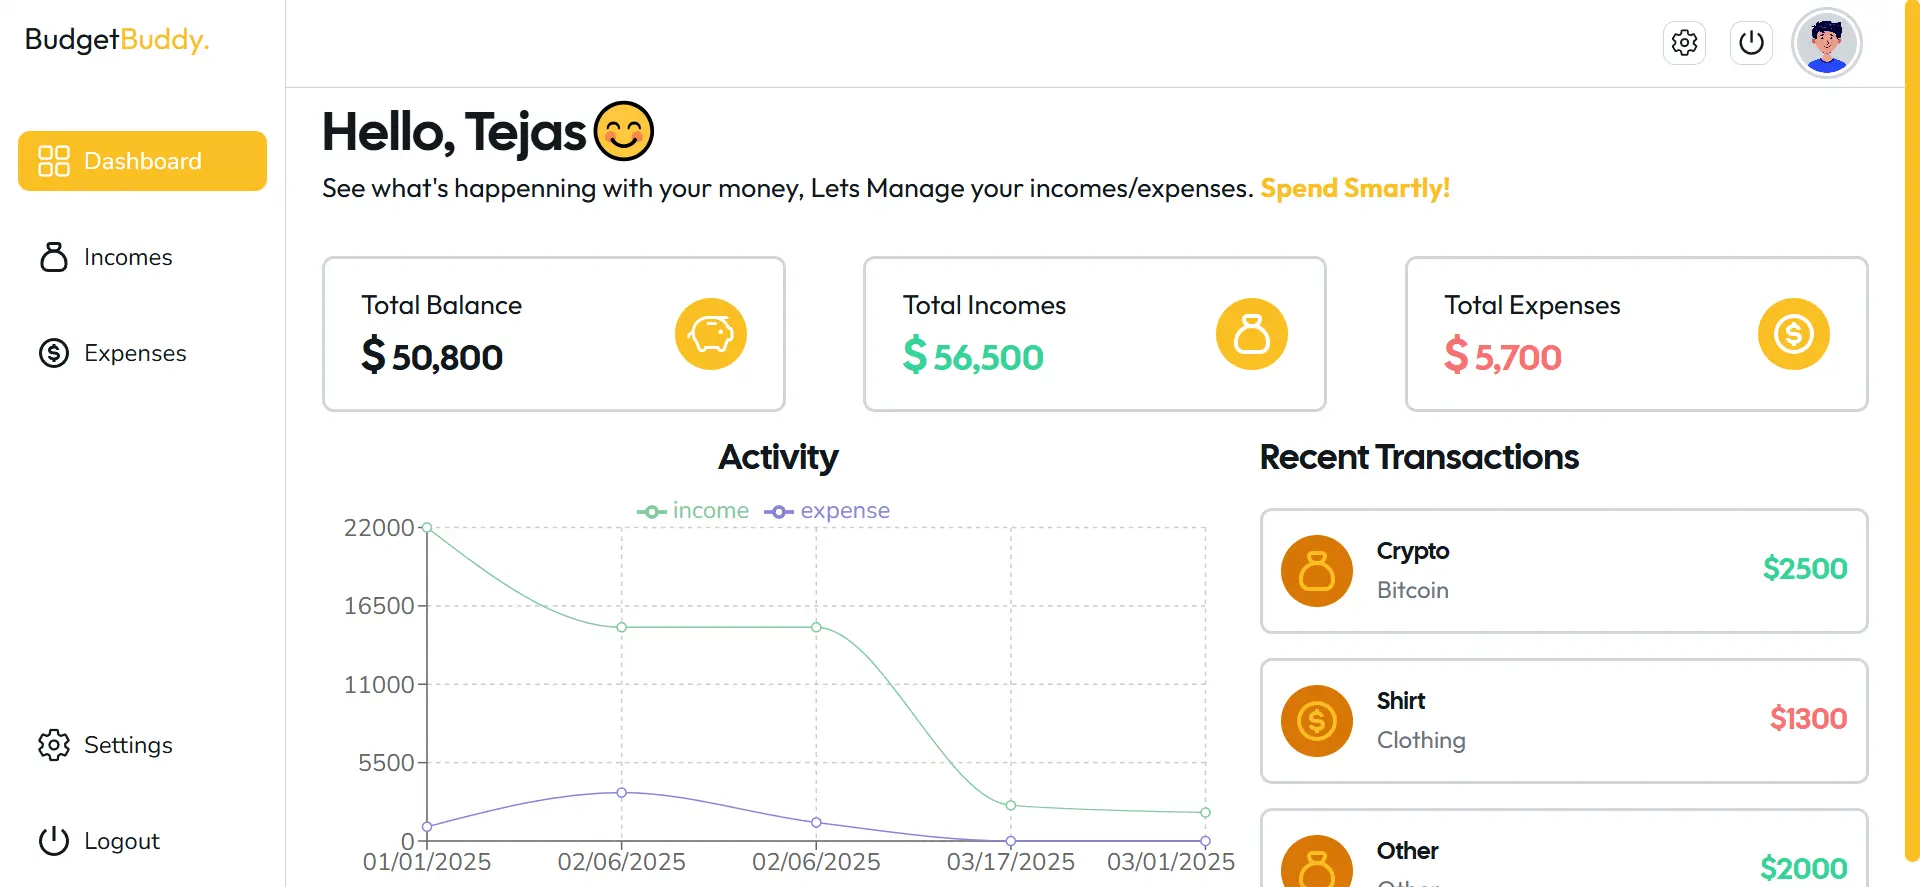 BudgetBuddy.
Dashboard
Incomes
Expenses
Settings
Logout
Hello, Tejas
See what's happenning with your money, Lets Manage your incomes/expenses. Spend Smartly!
Total Balance
$ 50,800
Total Incomes
$ 56,500
Total Expenses
$ 5,700
Activity
income expense
22000
16500
11000
5500
0
01/01/2025 02/06/2025 02/06/2025 03/17/2025 03/01/2025
Recent Transactions
Crypto
Bitcoin
$2500
Shirt
Clothing
$1300
Other
$2000